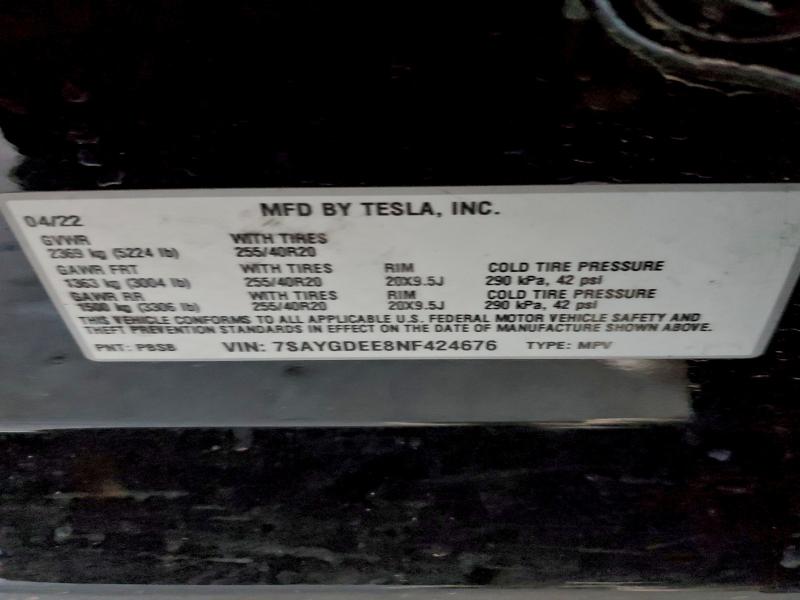 MFD BY TESLA, INC.
04/22
GVWR WITH TIRES
2369 kg (5224 lb) 255/40R20
GAWR FRT WITH TIRES RIM COLD TIRE PRESSURE
1363 kg (3004 lb) 255/40R20 20X9.5J 290 kPa, 42 psi
GAWR RR WITH TIRES RIM COLD TIRE PRESSURE
1500 kg (3306 lb) 255/40R20 20X9.5J 290 kPa, 42 psi
THIS VEHICLE CONFORMS TO ALL APPLICABLE U.S. FEDERAL MOTOR VEHICLE SAFETY AND
THEFT PREVENTION STANDARDS IN EFFECT ON THE DATE OF MANUFACTURE SHOWN ABOVE.
PNT: PBSB VIN: 7SAYGDEE8NF424676 TYPE: MPV